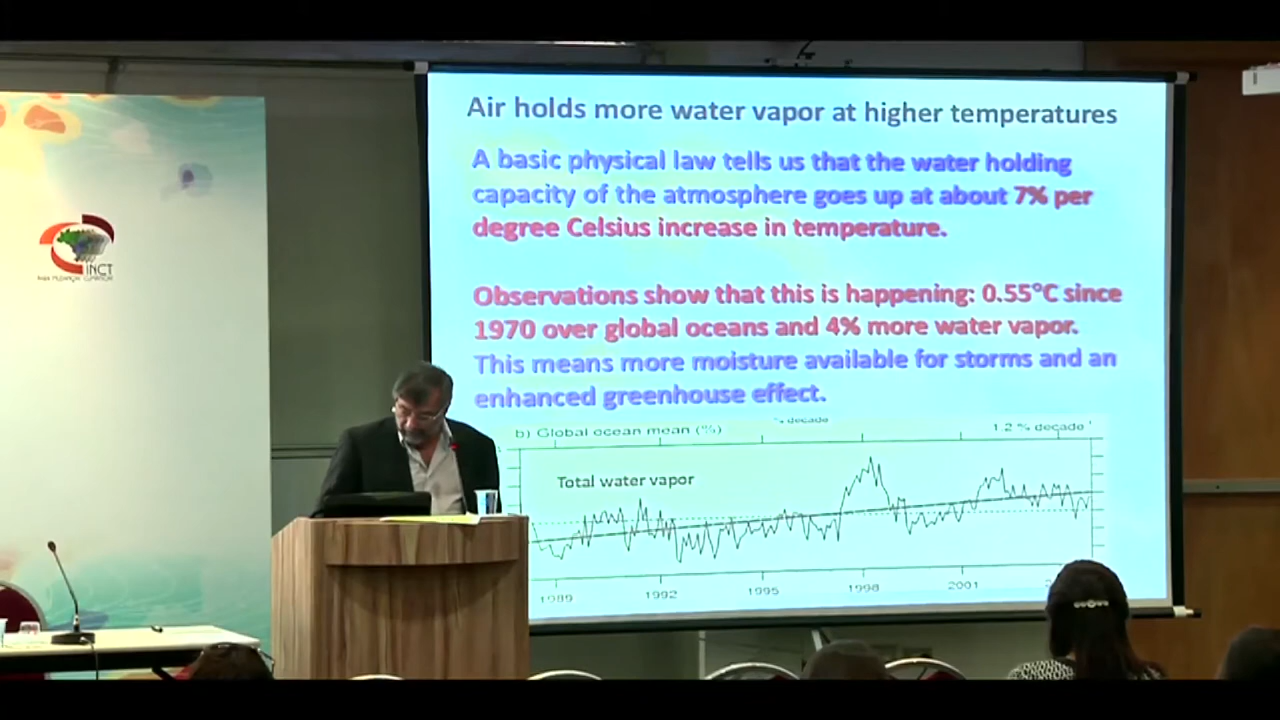 Air holds more water vapor at higher temperatures
A basic physical law tells us that the water holding
capacity of the atmosphere goes up at about 7% per
degree Celsius increase in temperature.
Observations show that this is happening: 0.55°C since
1970 over global oceans and 4% more water vapor.
This means more moisture available for storms and an
enhanced greenhouse effect.
% decade
b) Global ocean mean (%)
1.2 % decade
Total water vapor
1989
1992
1995
1998
2001
INCT